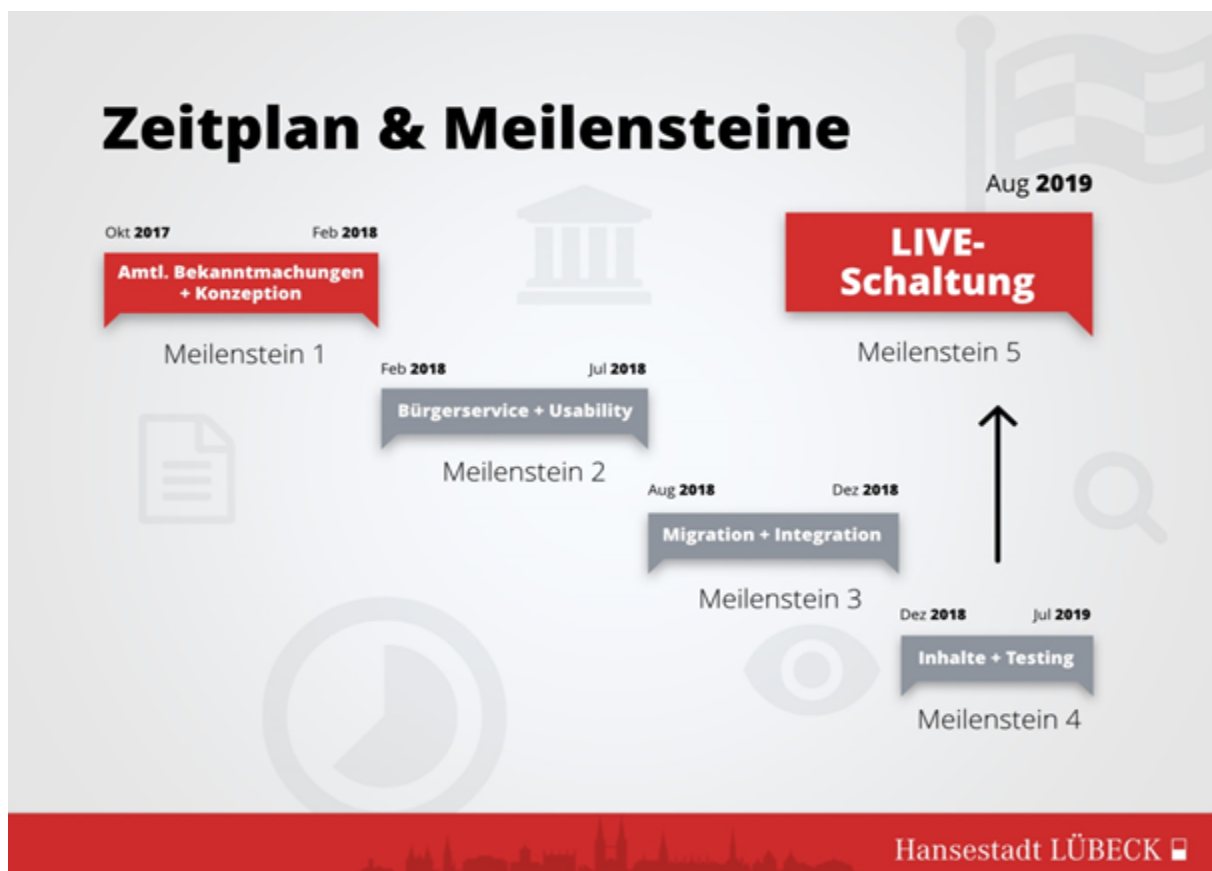 Zeitplan & Meilensteine
Okt 2017 Feb 2018
Amtl. Bekanntmachungen
+ Konzeption
Meilenstein 1
Feb 2018 Jul 2018
Bürgerservice + Usability
Meilenstein 2
Aug 2018 Dez 2018
Migration + Integration
Meilenstein 3
Dez 2018 Jul 2019
Inhalte + Testing
Meilenstein 4
Aug 2019
LIVE-
Schaltung
Meilenstein 5
Hansestadt LÜBECK